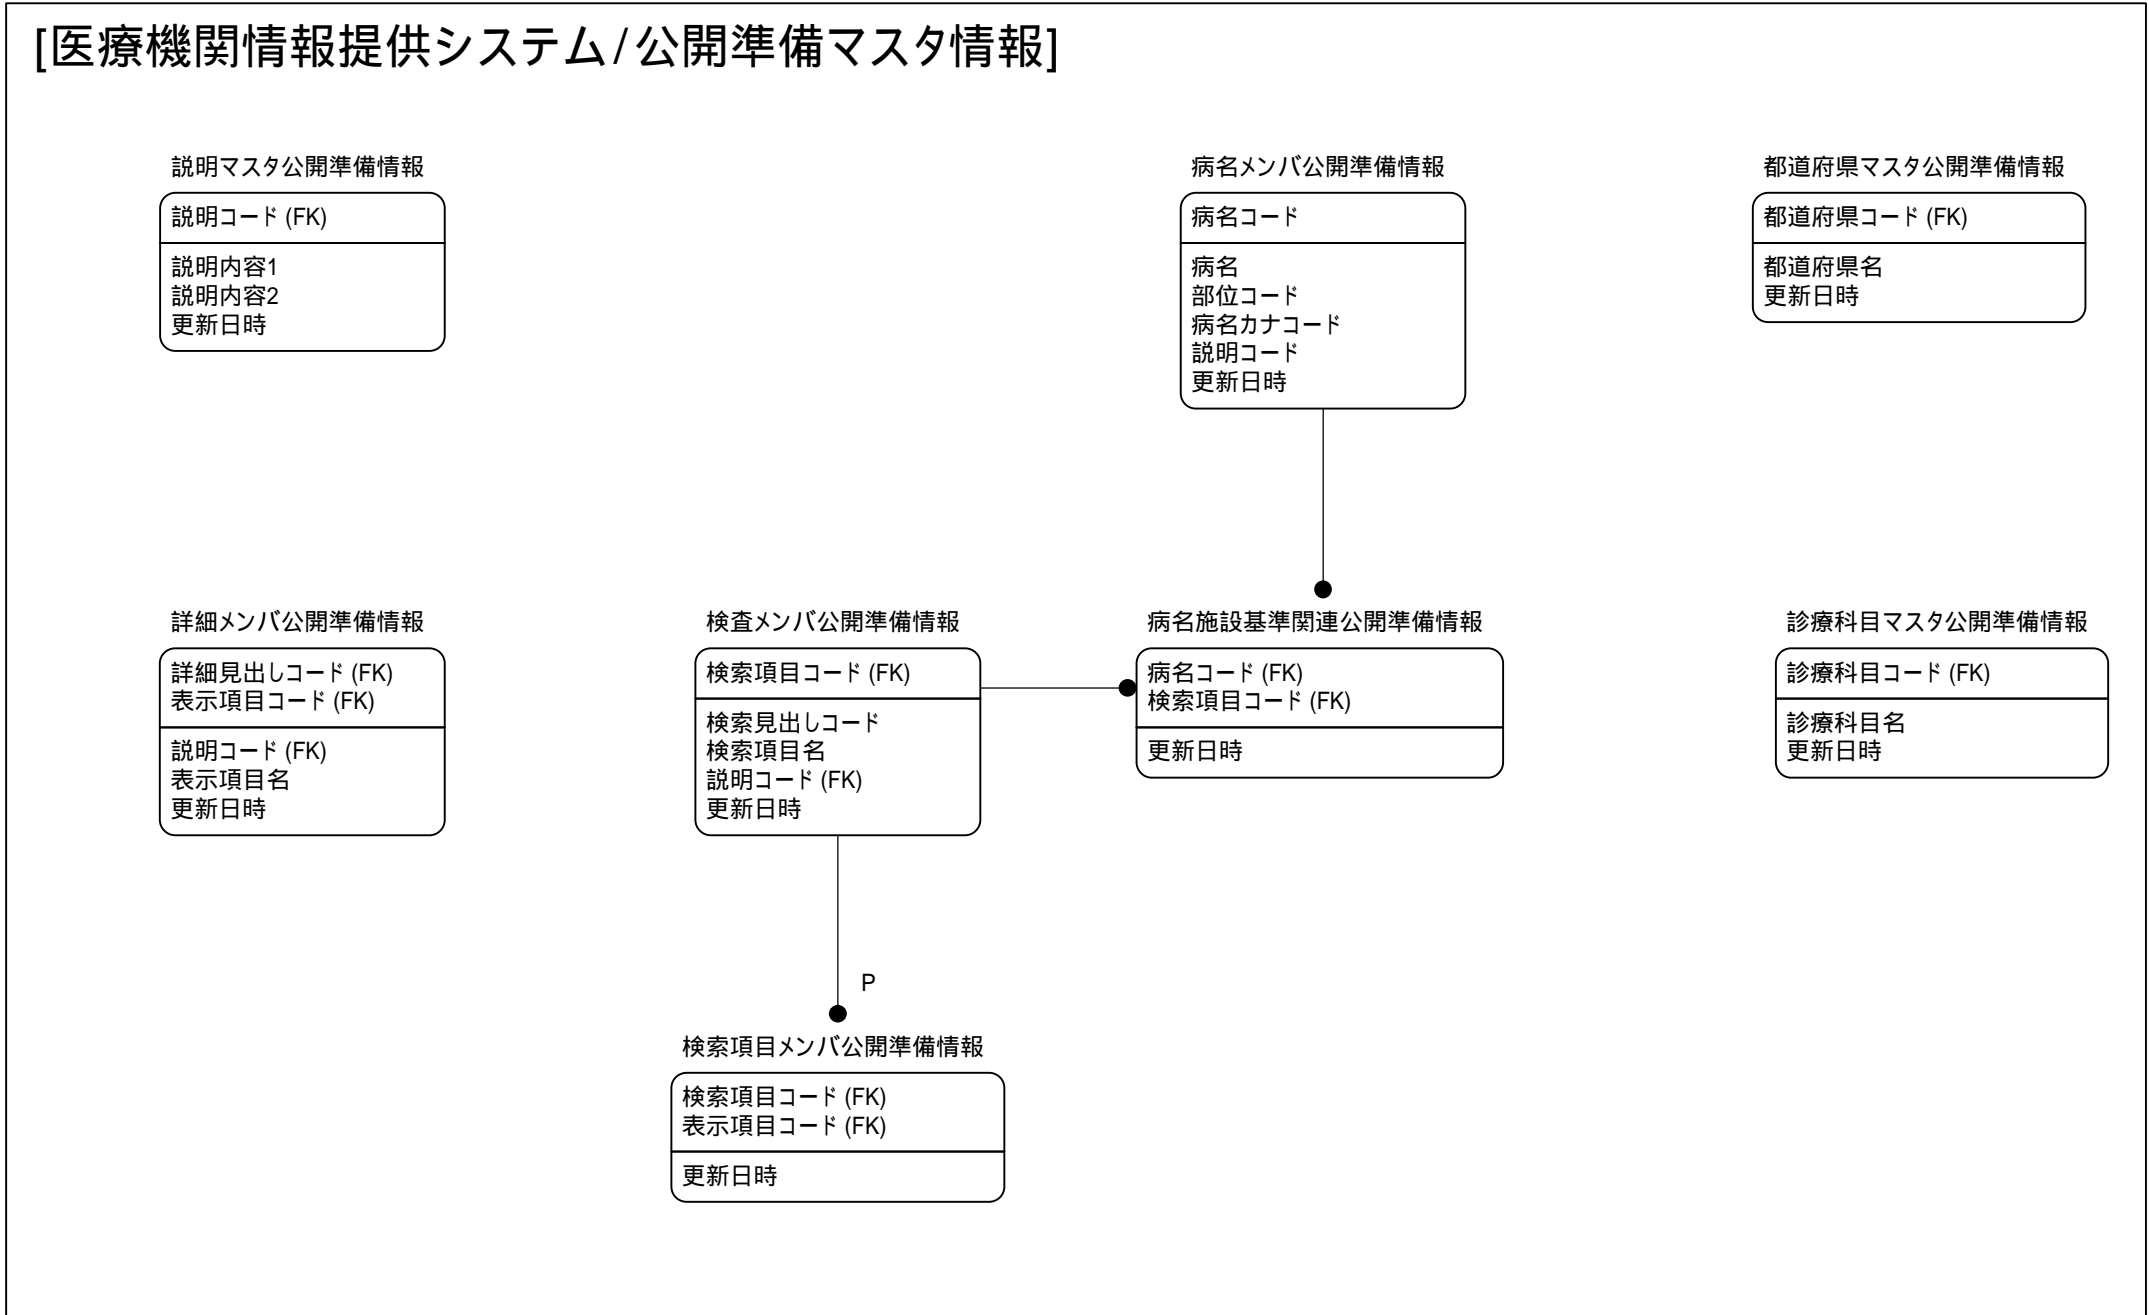 [医療機関情報提供システム/公開準備マスタ情報]
説明マスタ公開準備情報
説明コード (FK)
説明内容1
説明内容2
更新日時
病名メンバ公開準備情報
病名コード
病名
部位コード
病名カナコード
説明コード
更新日時
都道府県マスタ公開準備情報
都道府県コード (FK)
都道府県名
更新日時
詳細メンバ公開準備情報
詳細見出しコード (FK)
表示項目コード (FK)
説明コード (FK)
表示項目名
更新日時
検査メンバ公開準備情報
検索項目コード (FK)
検索見出しコード
検索項目名
説明コード (FK)
更新日時
病名施設基準関連公開準備情報
病名コード (FK)
検索項目コード (FK)
更新日時
診療科目マスタ公開準備情報
診療科目コード (FK)
診療科目名
更新日時
P
検索項目メンバ公開準備情報
検索項目コード (FK)
表示項目コード (FK)
更新日時